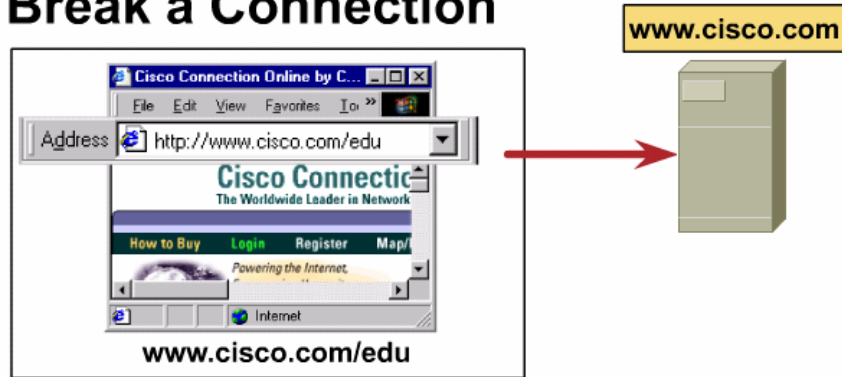 Break a Connection
www.cisco.com
Cisco Connection Online by C...
File Edit View Favorites To »
Address http://www.cisco.com/edu
Cisco Connectic
The Worldwide Leader in Network
How to Buy Login Register Map/
Powering the Internet,
Internet
www.cisco.com/edu